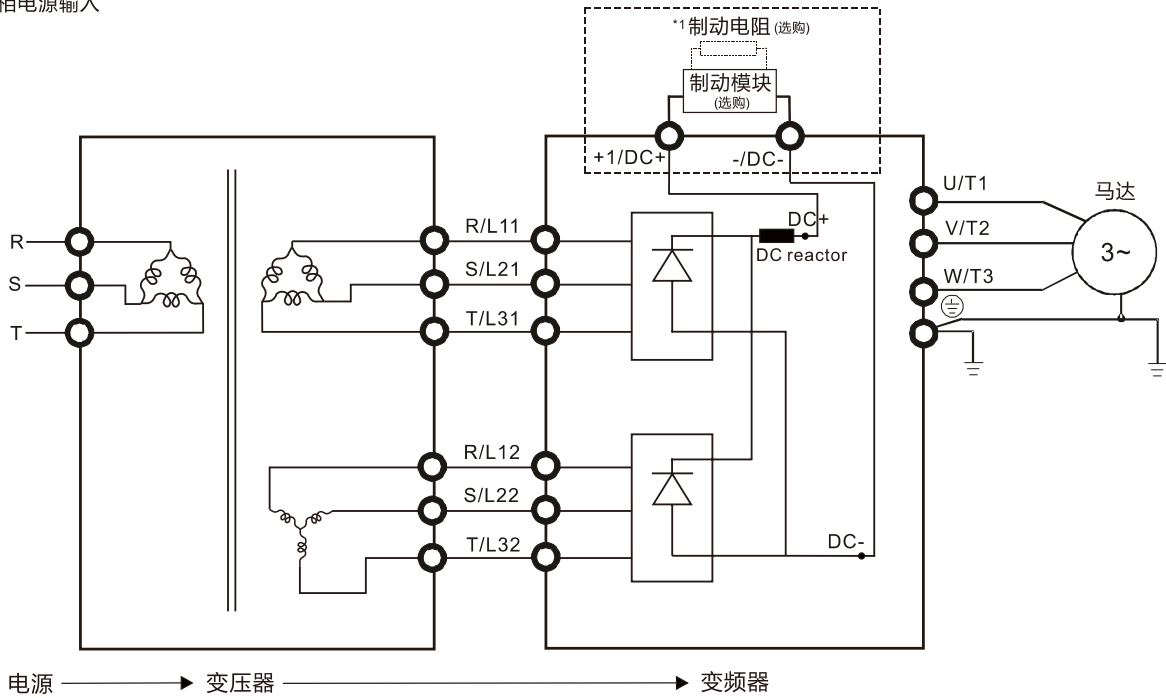 相电源输入
*1制动电阻(选购)
制动模块
(选购)
+1/DC+
-/DC-
R
S
T
R/L11
S/L21
T/L31
R/L12
S/L22
T/L32
DC+
DC reactor
DC-
U/T1
V/T2
W/T3
马达
3~
电源
变压器
变频器